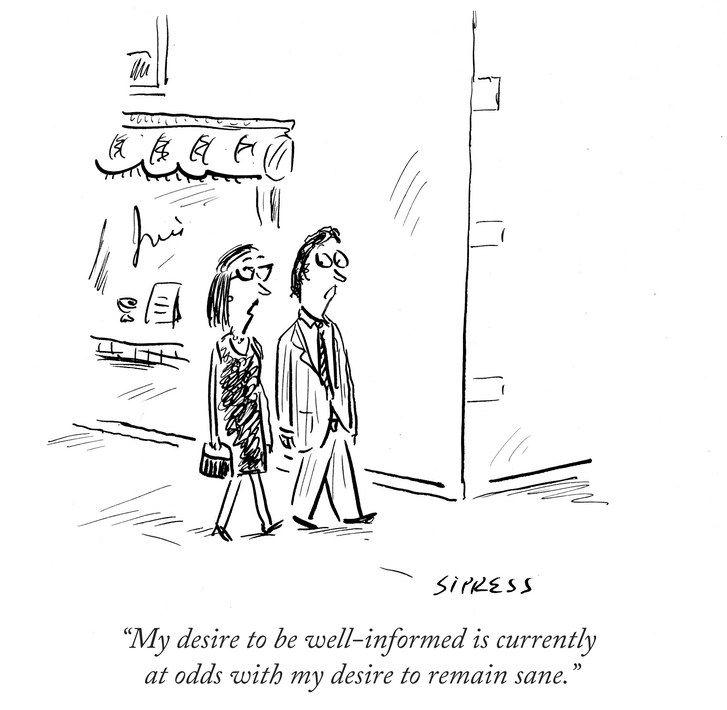 SIPRESS
“My desire to be well-informed is currently
at odds with my desire to remain sane.”